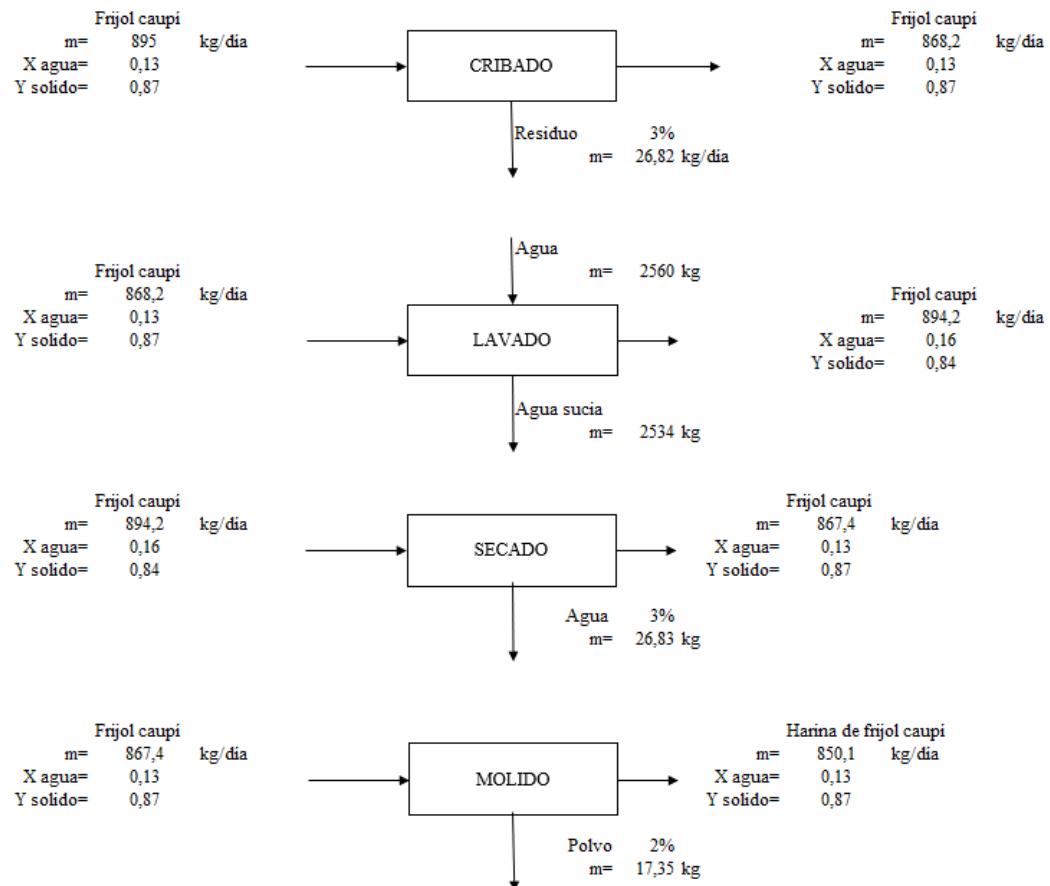 Frijol caupí Frijol caupí
m= 895 kg/día m= 868,2 kg/día
X agua= 0,13 CRIBADO X agua= 0,13
Y solido= 0,87 Y solido= 0,87
Residuo 3%
m= 26,82 kg/día
Agua
Frijol caupí m= 2560 kg
m= 868,2 kg/día Frijol caupí
X agua= 0,13 m= 894,2 kg/día
Y solido= 0,87 LAVADO X agua= 0,16
Y solido= 0,84
Agua sucia
m= 2534 kg
Frijol caupí Frijol caupí
m= 894,2 kg/día m= 867,4 kg/día
X agua= 0,16 SECADO X agua= 0,13
Y solido= 0,84 Y solido= 0,87
Agua 3%
m= 26,83 kg
Frijol caupí Harina de frijol caupí
m= 867,4 kg/día m= 850,1 kg/día
X agua= 0,13 MOLIDO X agua= 0,13
Y solido= 0,87 Y solido= 0,87
Polvo 2%
m= 17,35 kg